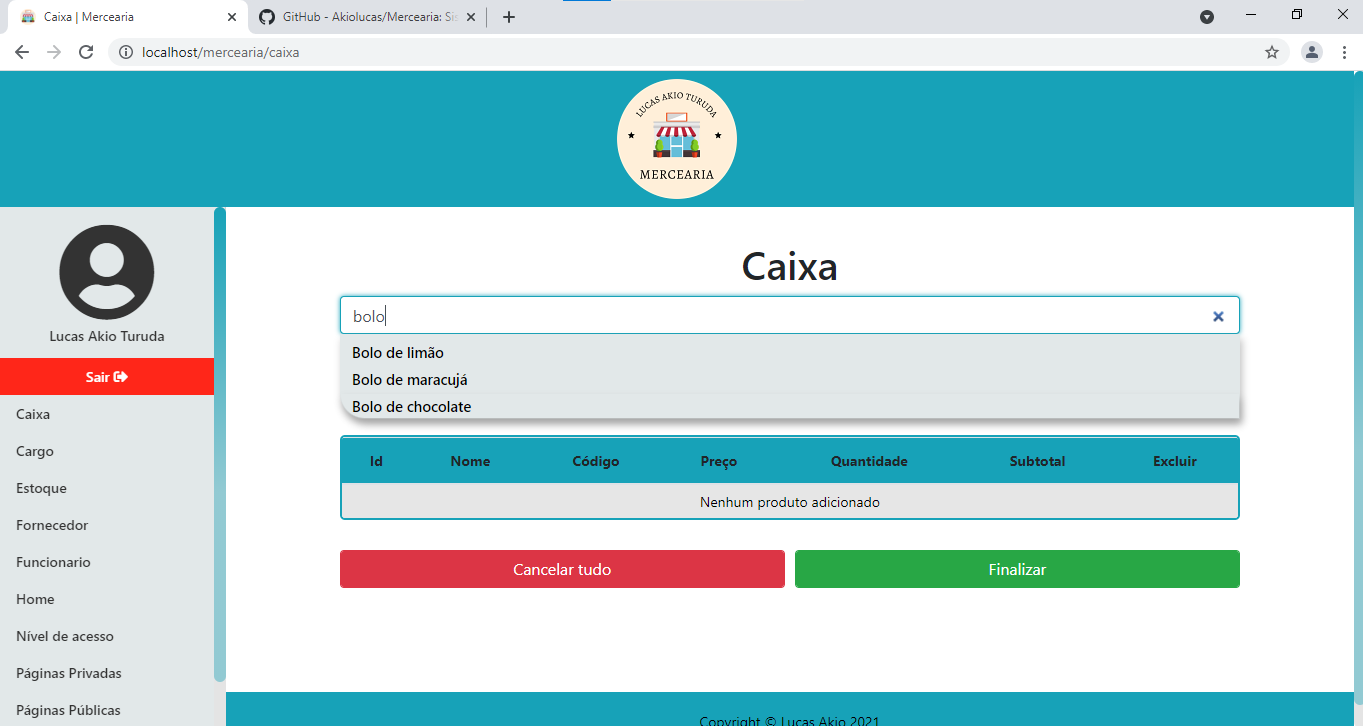 Caixa | Mercearia
GitHub - Akiolucas/Mercearia: Sis
localhost/mercearia/caixa
LUCAS AKIO TURUDA
MERCEARIA
Lucas Akio Turuda
Sair
Caixa
Cargo
Estoque
Fornecedor
Funcionario
Home
Nível de acesso
Páginas Privadas
Páginas Públicas
Caixa
bolo
Bolo de limão
Bolo de maracujá
Bolo de chocolate
Id Nome Código Preço Quantidade Subtotal Excluir
Nenhum produto adicionado
Cancelar tudo Finalizar
Copyright © Lucas Akio 2021